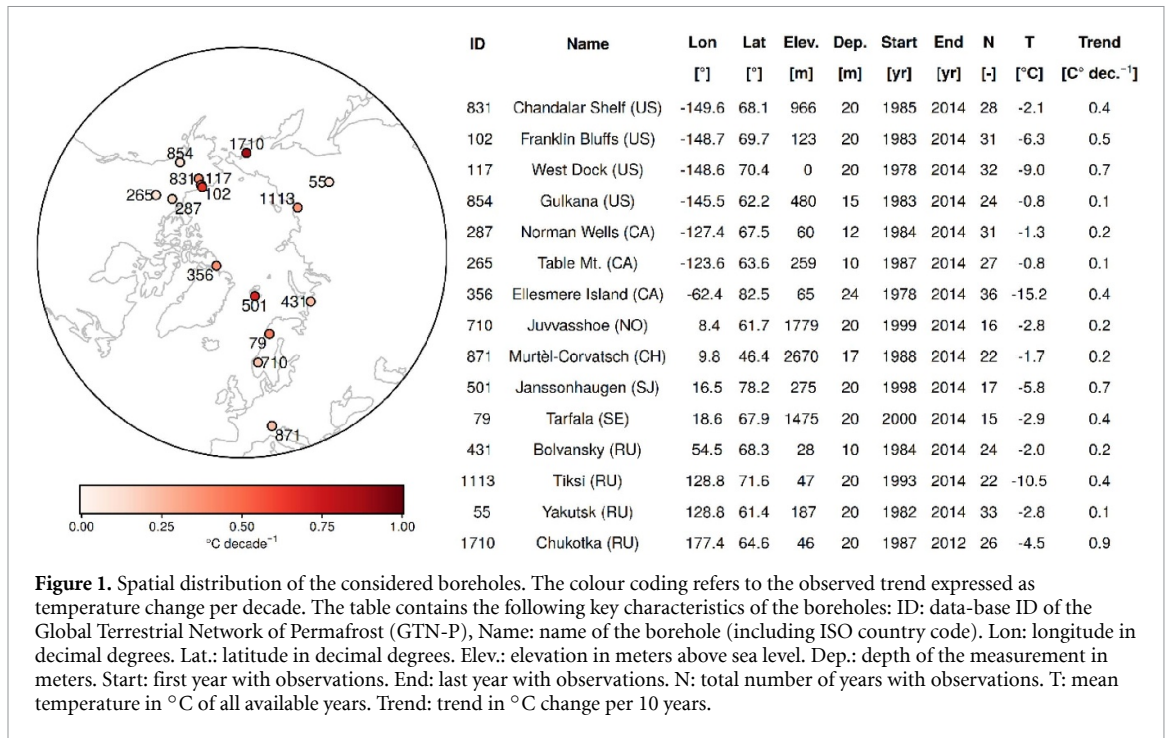 854
1710
831
117
102
265
287
55
1113
356
501
431
79
710
871
0.00 0.25 0.50 0.75 1.00
°C decade⁻¹
ID Name Lon Lat Elev. Dep. Start End N T Trend
[°] [°] [m] [m] [yr] [yr] [-] [°C] [C° dec.⁻¹]
831 Chandalar Shelf (US) -149.6 68.1 966 20 1985 2014 28 -2.1 0.4
102 Franklin Bluffs (US) -148.7 69.7 123 20 1983 2014 31 -6.3 0.5
117 West Dock (US) -148.6 70.4 0 20 1978 2014 32 -9.0 0.7
854 Gulkana (US) -145.5 62.2 480 15 1983 2014 24 -0.8 0.1
287 Norman Wells (CA) -127.4 67.5 60 12 1984 2014 31 -1.3 0.2
265 Table Mt. (CA) -123.6 63.6 259 10 1987 2014 27 -0.8 0.1
356 Ellesmere Island (CA) -62.4 82.5 65 24 1978 2014 36 -15.2 0.4
710 Juvvasshoe (NO) 8.4 61.7 1779 20 1999 2014 16 -2.8 0.2
871 Murtèl-Corvatsch (CH) 9.8 46.4 2670 17 1988 2014 22 -1.7 0.2
501 Janssonhaugen (SJ) 16.5 78.2 275 20 1998 2014 17 -5.8 0.7
79 Tarfala (SE) 18.6 67.9 1475 20 2000 2014 15 -2.9 0.4
431 Bolvansky (RU) 54.5 68.3 28 10 1984 2014 24 -2.0 0.2
1113 Tiksi (RU) 128.8 71.6 47 20 1993 2014 22 -10.5 0.4
55 Yakutsk (RU) 128.8 61.4 187 20 1982 2014 33 -2.8 0.1
1710 Chukotka (RU) 177.4 64.6 46 20 1987 2012 26 -4.5 0.9
Figure 1. Spatial distribution of the considered boreholes. The colour coding refers to the observed trend expressed as
temperature change per decade. The table contains the following key characteristics of the boreholes: ID: data-base ID of the
Global Terrestrial Network of Permafrost (GTN-P), Name: name of the borehole (including ISO country code). Lon: longitude in
decimal degrees. Lat.: latitude in decimal degrees. Elev.: elevation in meters above sea level. Dep.: depth of the measurement in
meters. Start: first year with observations. End: last year with observations. N: total number of years with observations. T: mean
temperature in °C of all available years. Trend: trend in °C change per 10 years.